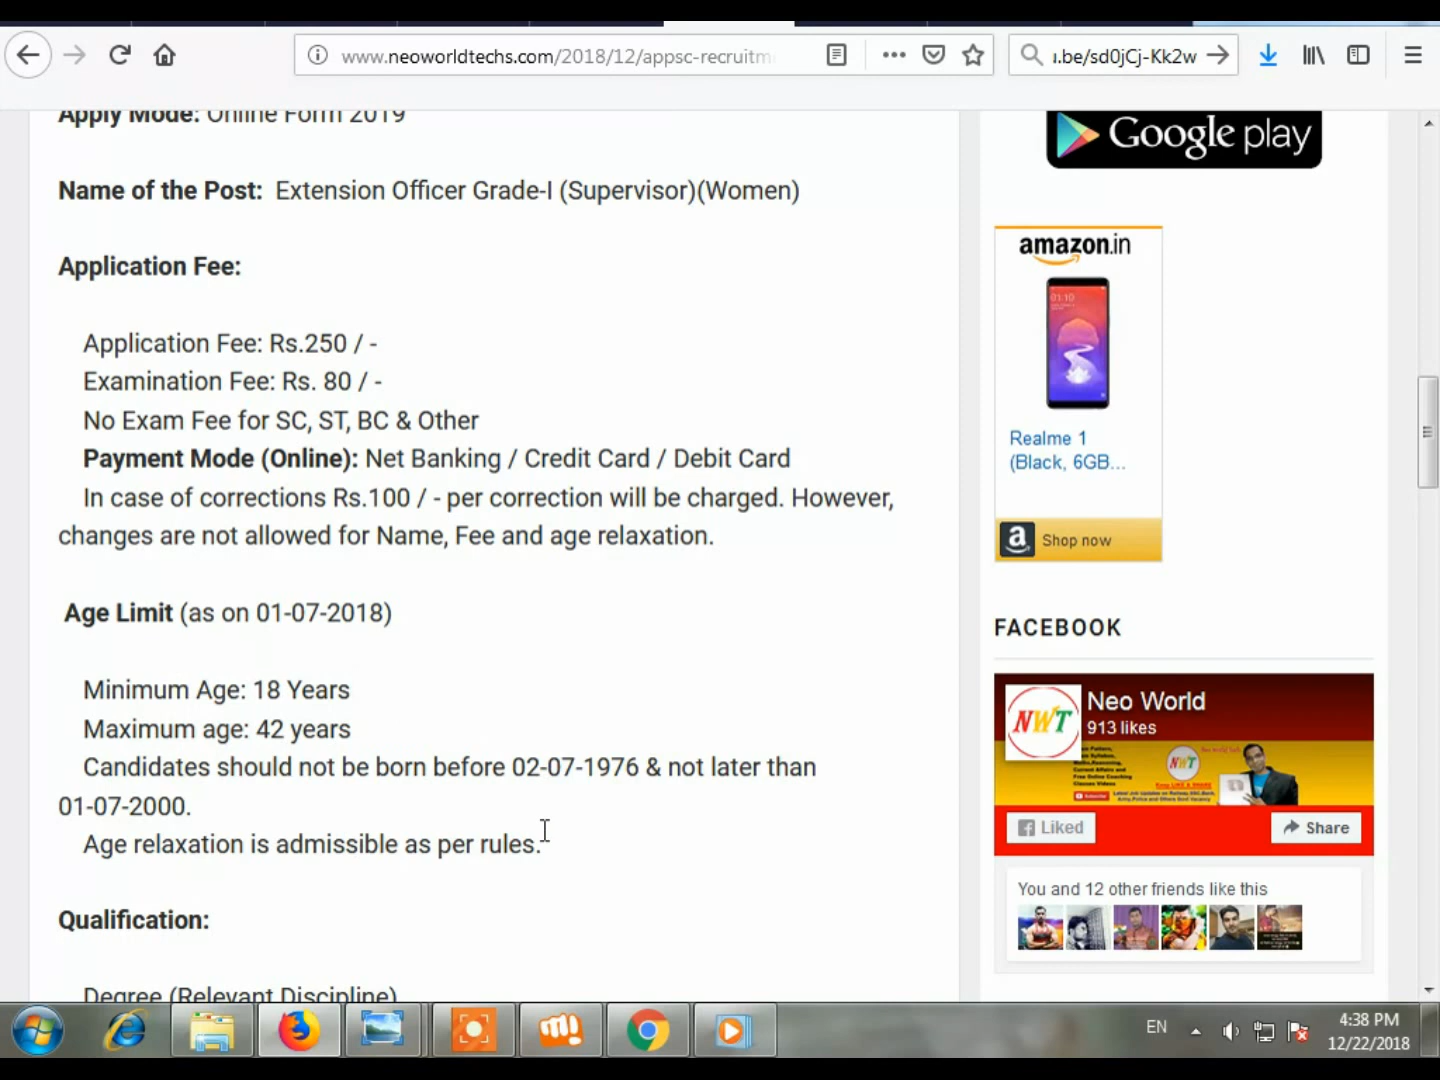 www.neoworldtechs.com/2018/12/appsc-recruitm
ı.be/sd0jCj-Kk2w
Apply Mode: Online Form 2019
Name of the Post: Extension Officer Grade-I (Supervisor)(Women)
Application Fee:
Application Fee: Rs.250 / -
Examination Fee: Rs. 80 / -
No Exam Fee for SC, ST, BC & Other
Payment Mode (Online): Net Banking / Credit Card / Debit Card
In case of corrections Rs.100 / - per correction will be charged. However,
changes are not allowed for Name, Fee and age relaxation.
Age Limit (as on 01-07-2018)
Minimum Age: 18 Years
Maximum age: 42 years
Candidates should not be born before 02-07-1976 & not later than
01-07-2000.
Age relaxation is admissible as per rules.
Qualification:
Degree (Relevant Discipline)
Google play
amazon.in
01:10
Realme 1
(Black, 6GB...
a
Shop now
FACEBOOK
NWT
Neo World
913 likes
NWT
Liked
Share
You and 12 other friends like this
EN
4:38 PM
12/22/2018